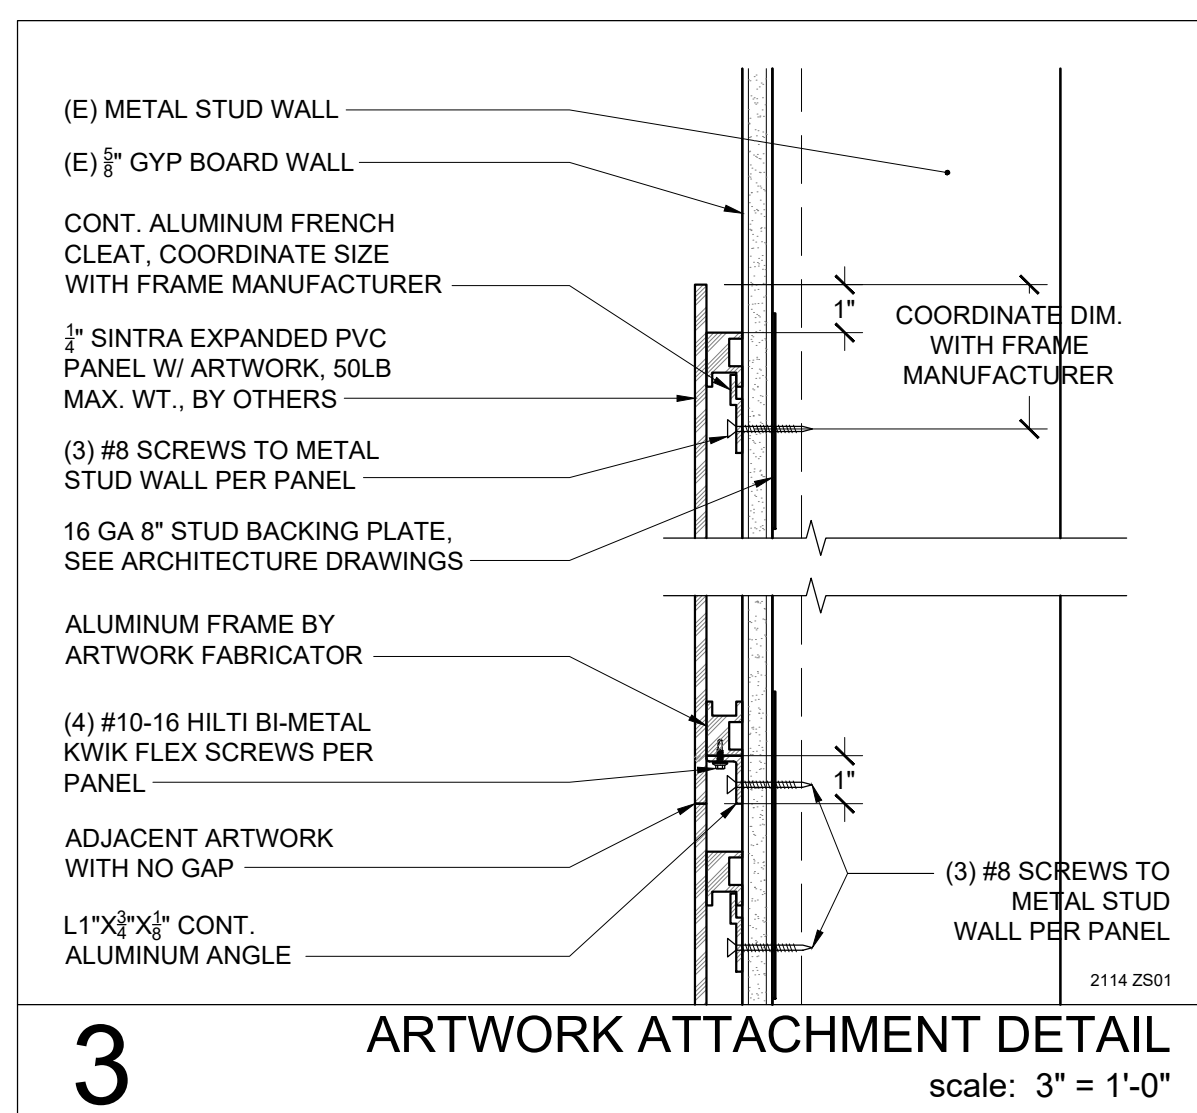 (E) METAL STUD WALL
(E) 5/8" GYP BOARD WALL
CONT. ALUMINUM FRENCH
CLEAT, COORDINATE SIZE
WITH FRAME MANUFACTURER
1/4" SINTRA EXPANDED PVC
PANEL W/ ARTWORK, 50LB
MAX. WT., BY OTHERS
(3) #8 SCREWS TO METAL
STUD WALL PER PANEL
16 GA 8" STUD BACKING PLATE,
SEE ARCHITECTURE DRAWINGS
ALUMINUM FRAME BY
ARTWORK FABRICATOR
(4) #10-16 HILTI BI-METAL
KWIK FLEX SCREWS PER
PANEL
ADJACENT ARTWORK
WITH NO GAP
L1"X3/4"X1/8" CONT.
ALUMINUM ANGLE
1"
COORDINATE DIM.
WITH FRAME
MANUFACTURER
1"
(3) #8 SCREWS TO
METAL STUD
WALL PER PANEL
2114 ZS01
3
ARTWORK ATTACHMENT DETAIL
scale: 3" = 1'-0"